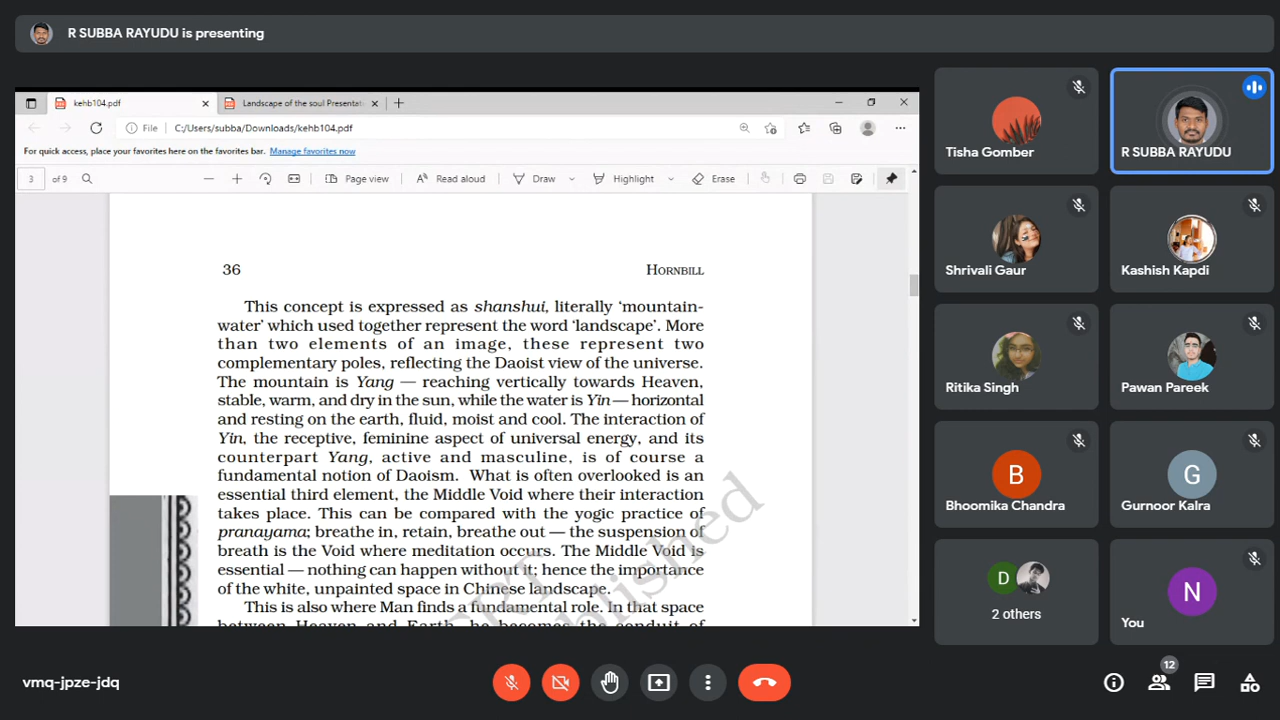 R SUBBA RAYUDU is presenting
kehb104.pdf
Landscape of the soul Presentat
File
C:/Users/subba/Downloads/kehb104.pdf
For quick access, place your favorites here on the favorites bar. Manage favorites now
3 of 9
Page view
Read aloud
Draw
Highlight
Erase
36
HORNBILL
This concept is expressed as shanshui, literally ‘mountain-
water’ which used together represent the word ‘landscape’. More
than two elements of an image, these represent two
complementary poles, reflecting the Daoist view of the universe.
The mountain is Yang — reaching vertically towards Heaven,
stable, warm, and dry in the sun, while the water is Yin — horizontal
and resting on the earth, fluid, moist and cool. The interaction of
Yin, the receptive, feminine aspect of universal energy, and its
counterpart Yang, active and masculine, is of course a
fundamental notion of Daoism. What is often overlooked is an
essential third element, the Middle Void where their interaction
takes place. This can be compared with the yogic practice of
pranayama; breathe in, retain, breathe out — the suspension of
breath is the Void where meditation occurs. The Middle Void is
essential — nothing can happen without it; hence the importance
of the white, unpainted space in Chinese landscape.
This is also where Man finds a fundamental role. In that space
between Heaven and Earth, he becomes the conduit of
Tisha Gomber
R SUBBA RAYUDU
Shrivali Gaur
Kashish Kapdi
Ritika Singh
Pawan Pareek
B
Bhoomika Chandra
G
Gurnoor Kalra
D
2 others
N
You
vmq-jpze-jdq
12